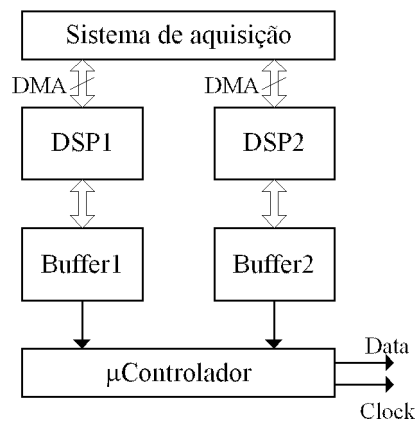 Sistema de aquisição
DMA DMA
DSP1 DSP2
Buffer1 Buffer2
Data
µControlador
Clock